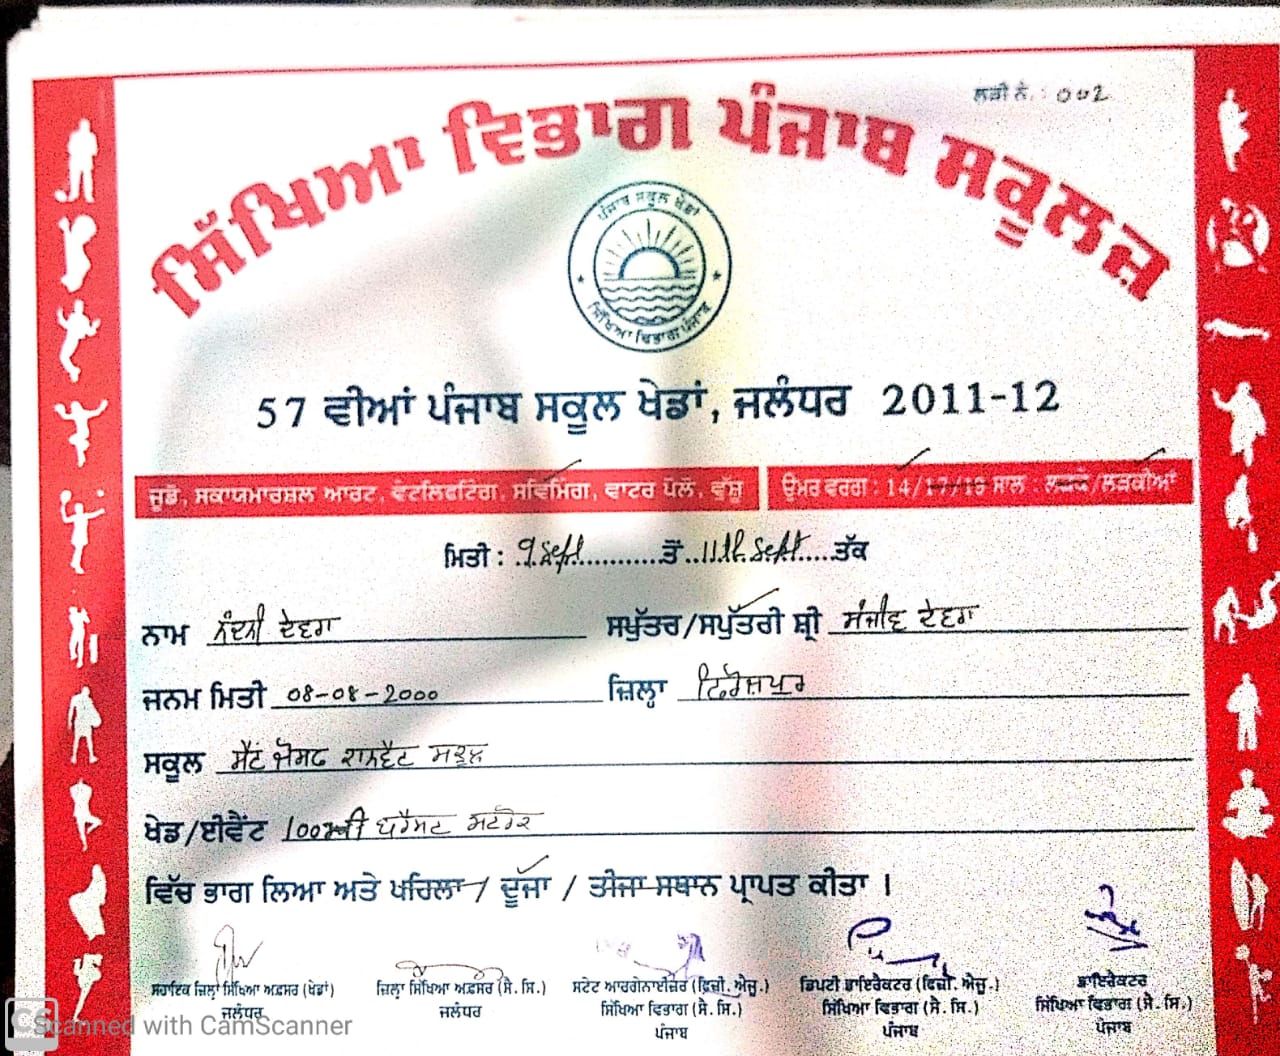 ਲੜੀ ਨੰ. : 002
ਸਿੱਖਿਆ ਵਿਭਾਗ ਪੰਜਾਬ ਸਕੂਲਜ਼
ਪੰਜਾਬ ਸਕੂਲ ਖੇਡਾਂ
ਸਿੱਖਿਆ ਵਿਭਾਗ ਪੰਜਾਬ
57 ਵੀਆਂ ਪੰਜਾਬ ਸਕੂਲ ਖੇਡਾਂ, ਜਲੰਧਰ 2011-12
ਜੂਡੋ, ਸਕਾਯਮਾਰਸ਼ਲ ਆਰਟ, ਵੇਟਲਿਫਟਿੰਗ, ਸਵਿਮਿੰਗ, ਵਾਟਰ ਪੋਲੋ, ਵੁੱਸ਼ੂ
ਉਮਰ ਵਰਗ : 14/17/19 ਸਾਲ : ਲੜਕੇ/ਲੜਕੀਆਂ
ਮਿਤੀ : 9 Sept ਤੋਂ 11th Sept ਤੱਕ
ਨਾਮ ਨੰਦਨੀ ਦੇਵਗਾ ਸਪੁੱਤਰ/ਸਪੁੱਤਰੀ ਸ਼੍ਰੀ ਸੰਜੀਵ ਦੇਵਗਾ
ਜਨਮ ਮਿਤੀ 08-08-2000 ਜ਼ਿਲ੍ਹਾ ਫਿਰੋਜ਼ਪੁਰ
ਸਕੂਲ ਸੈਂਟ ਜੋਸਫ ਕਾਨਵੈਂਟ ਸਕੂਲ
ਖੇਡ/ਈਵੈਂਟ 100ਮੀ ਬਰੈਸਟ ਸਟਰੋਕ
ਵਿੱਚ ਭਾਗ ਲਿਆ ਅਤੇ ਪਹਿਲਾ / ਦੂਜਾ / ਤੀਜਾ ਸਥਾਨ ਪ੍ਰਾਪਤ ਕੀਤਾ ।
ਸਹਾਇਕ ਜ਼ਿਲ੍ਹਾ ਸਿੱਖਿਆ ਅਫ਼ਸਰ (ਖੇਡਾਂ)
ਜਲੰਧਰ
ਜ਼ਿਲ੍ਹਾ ਸਿੱਖਿਆ ਅਫ਼ਸਰ (ਸੈ. ਸਿ.)
ਜਲੰਧਰ
ਸਟੇਟ ਆਰਗੇਨਾਈਜ਼ਰ (ਫਿਜ਼ੀ. ਐਜੂ.)
ਸਿੱਖਿਆ ਵਿਭਾਗ (ਸੈ. ਸਿ.)
ਪੰਜਾਬ
ਡਿਪਟੀ ਡਾਇਰੈਕਟਰ (ਫਿਜ਼ੀ. ਐਜੂ.)
ਸਿੱਖਿਆ ਵਿਭਾਗ (ਸੈ. ਸਿ.)
ਪੰਜਾਬ
ਡਾਇਰੈਕਟਰ
ਸਿੱਖਿਆ ਵਿਭਾਗ (ਸੈ. ਸਿ.)
ਪੰਜਾਬ
CS Scanned with CamScanner